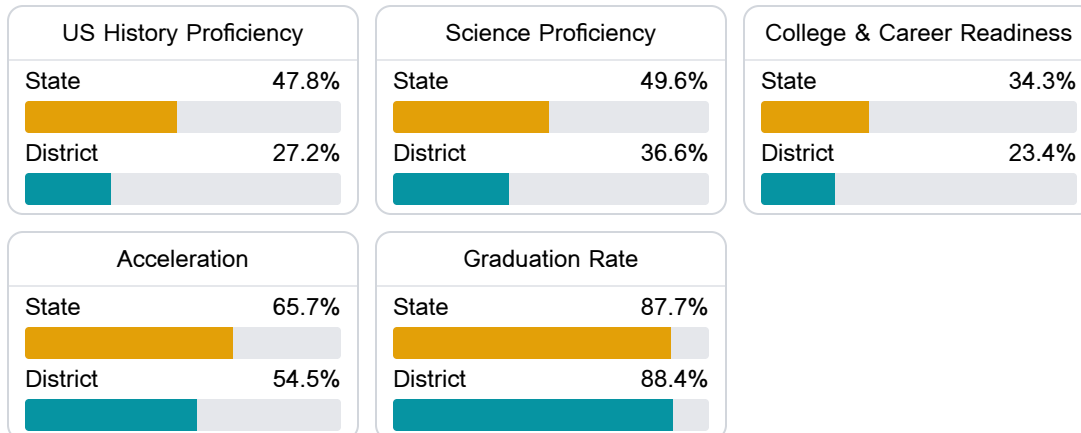 US History Proficiency
State 47.8%
District 27.2%
Science Proficiency
State 49.6%
District 36.6%
College & Career Readiness
State 34.3%
District 23.4%
Acceleration
State 65.7%
District 54.5%
Graduation Rate
State 87.7%
District 88.4%